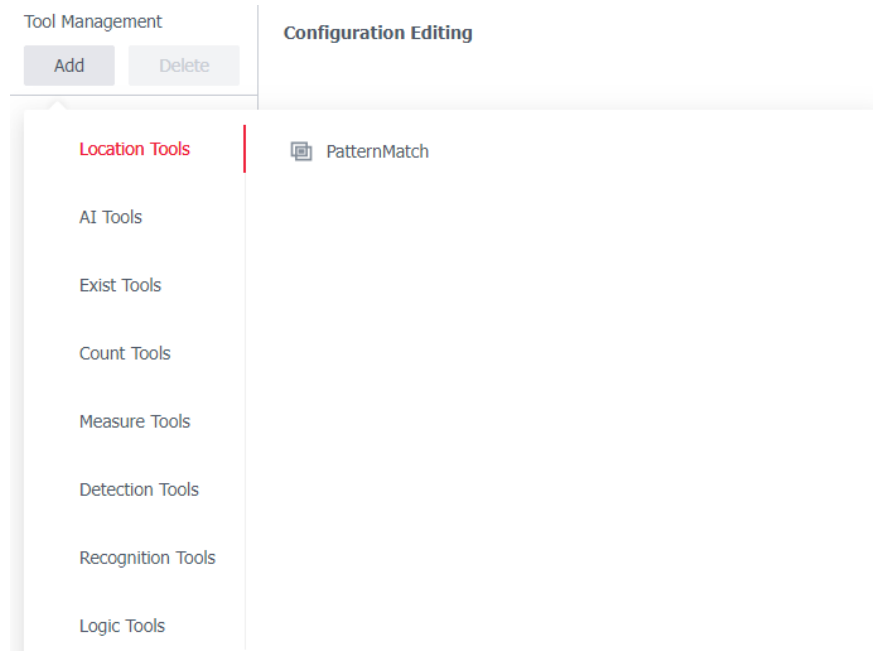 Tool Management
Add
Delete
Configuration Editing
Location Tools
AI Tools
Exist Tools
Count Tools
Measure Tools
Detection Tools
Recognition Tools
Logic Tools
PatternMatch